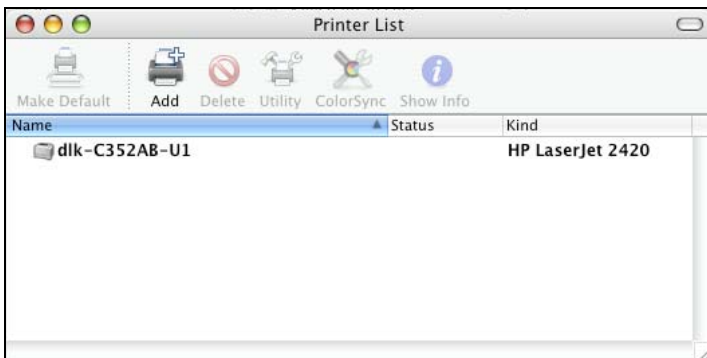 Printer List
Make Default Add Delete Utility ColorSync Show Info
Name Status Kind
dlk-C352AB-U1 HP LaserJet 2420